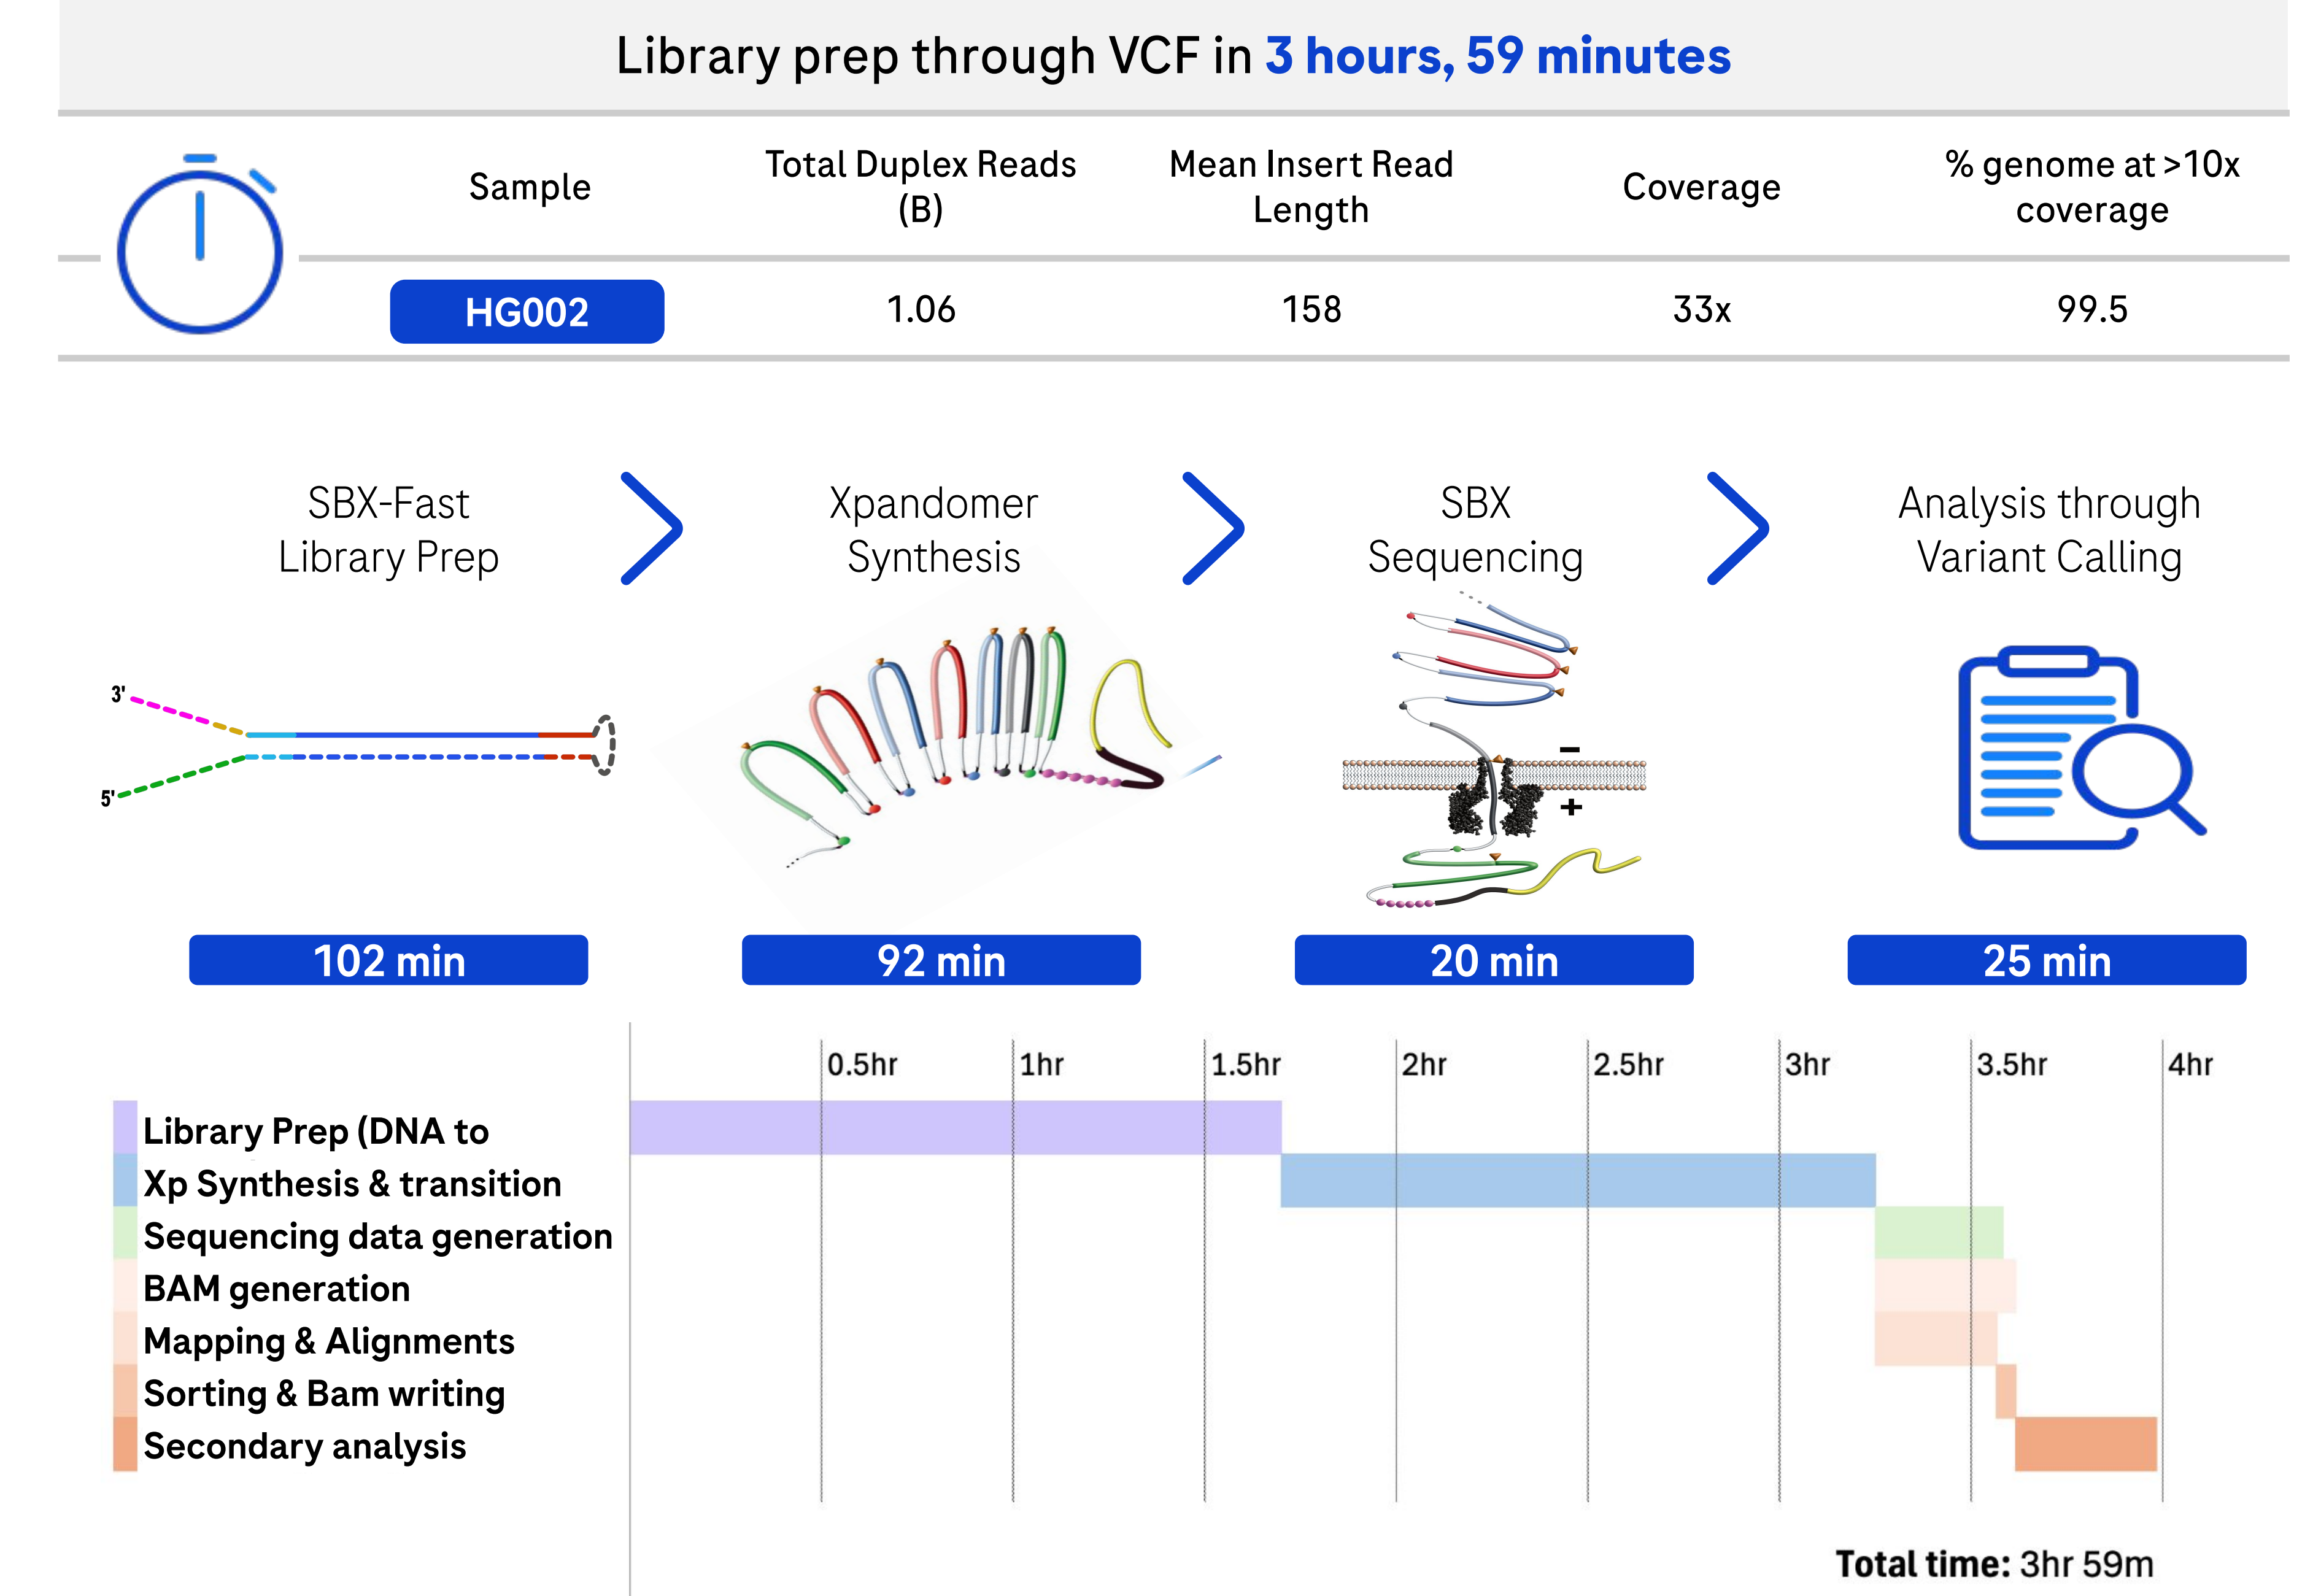 Library prep through VCF in 3 hours, 59 minutes
Sample
Total Duplex Reads
(B)
Mean Insert Read
Length
Coverage
% genome at >10x
coverage
HG002
1.06
158
33x
99.5
SBX-Fast
Library Prep
Xpandomer
Synthesis
SBX
Sequencing
Analysis through
Variant Calling
3'
5'
−
+
102 min
92 min
20 min
25 min
0.5hr
1hr
1.5hr
2hr
2.5hr
3hr
3.5hr
4hr
Library Prep (DNA to
Xp Synthesis & transition
Sequencing data generation
BAM generation
Mapping & Alignments
Sorting & Bam writing
Secondary analysis
Total time: 3hr 59m